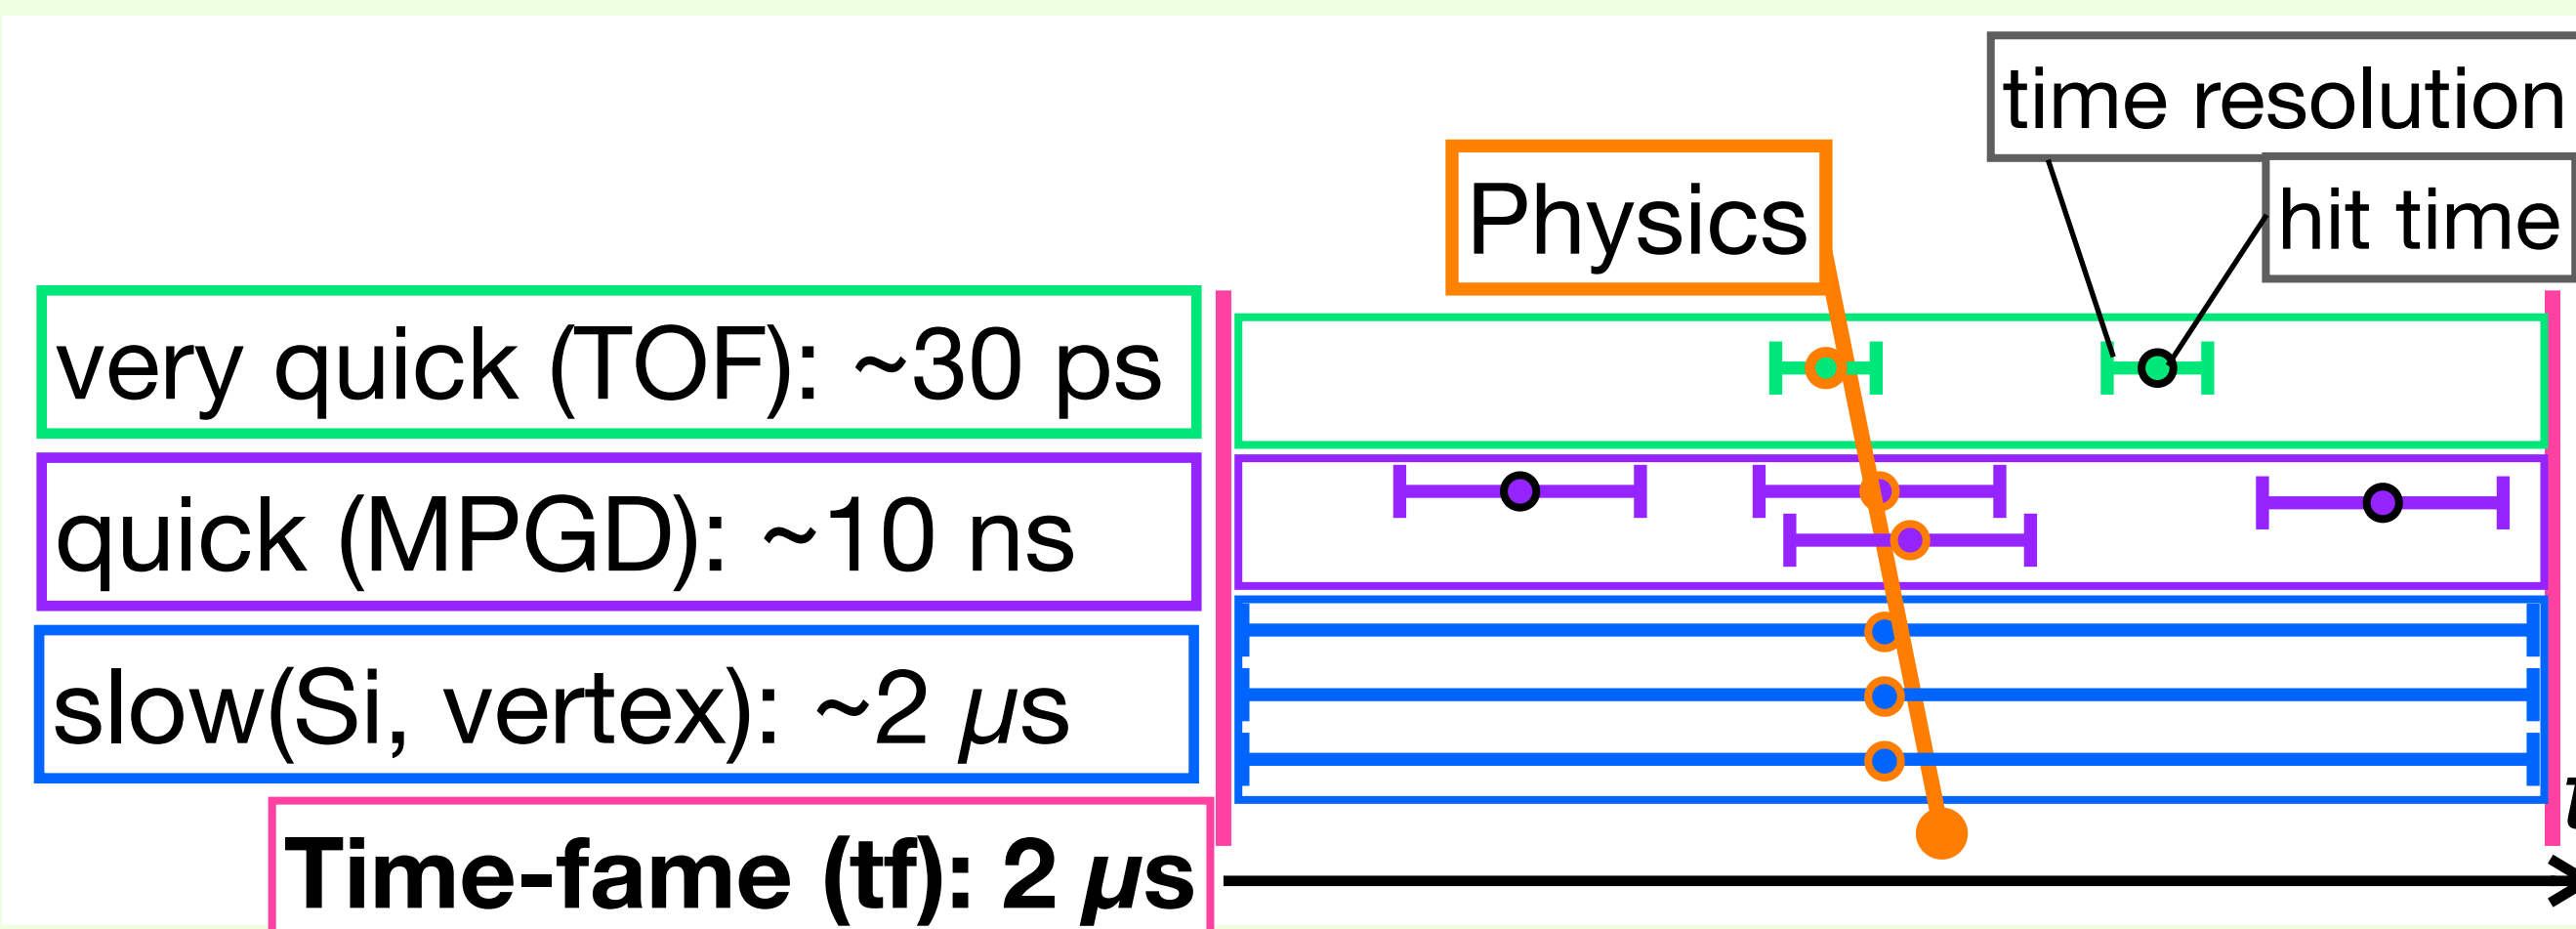 time resolution
hit time
Physics
very quick (TOF): ~30 ps
quick (MPGD): ~10 ns
slow(Si, vertex): ~2 µs
Time-fame (tf): 2 µs